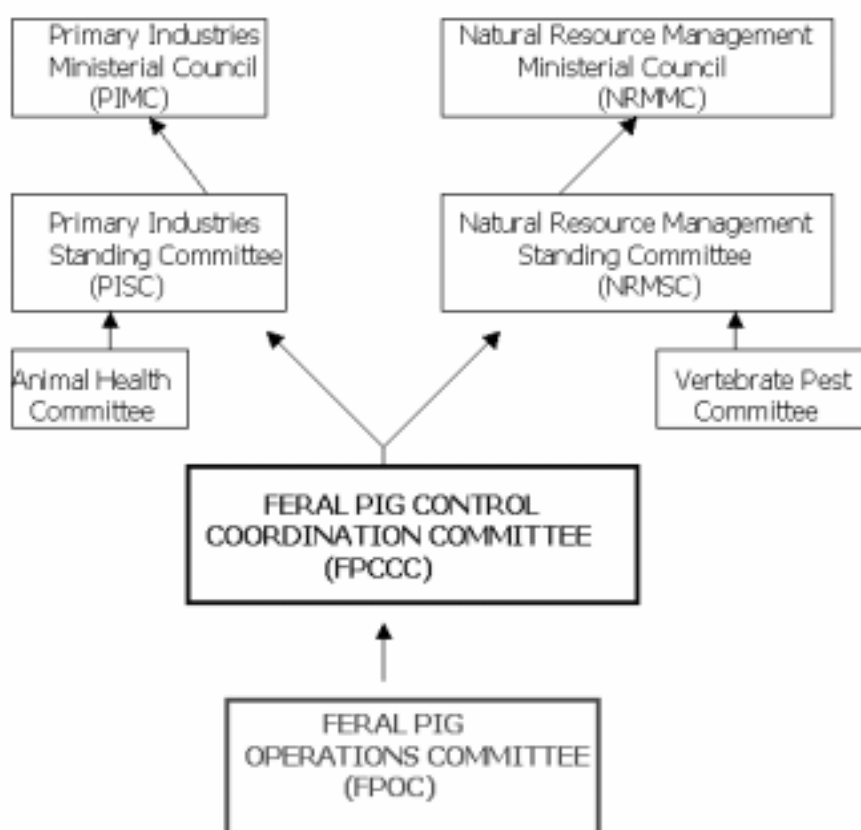 Primary Industries
Ministerial Council
(PIMC)
Natural Resource Management
Ministerial Council
(NRMMC)
Primary Industries
Standing Committee
(PISC)
Natural Resource Management
Standing Committee
(NRMSC)
Animal Health
Committee
Vertebrate Pest
Committee
FERAL PIG CONTROL
COORDINATION COMMITTEE
(FPCCC)
FERAL PIG
OPERATIONS COMMITTEE
(FPOC)